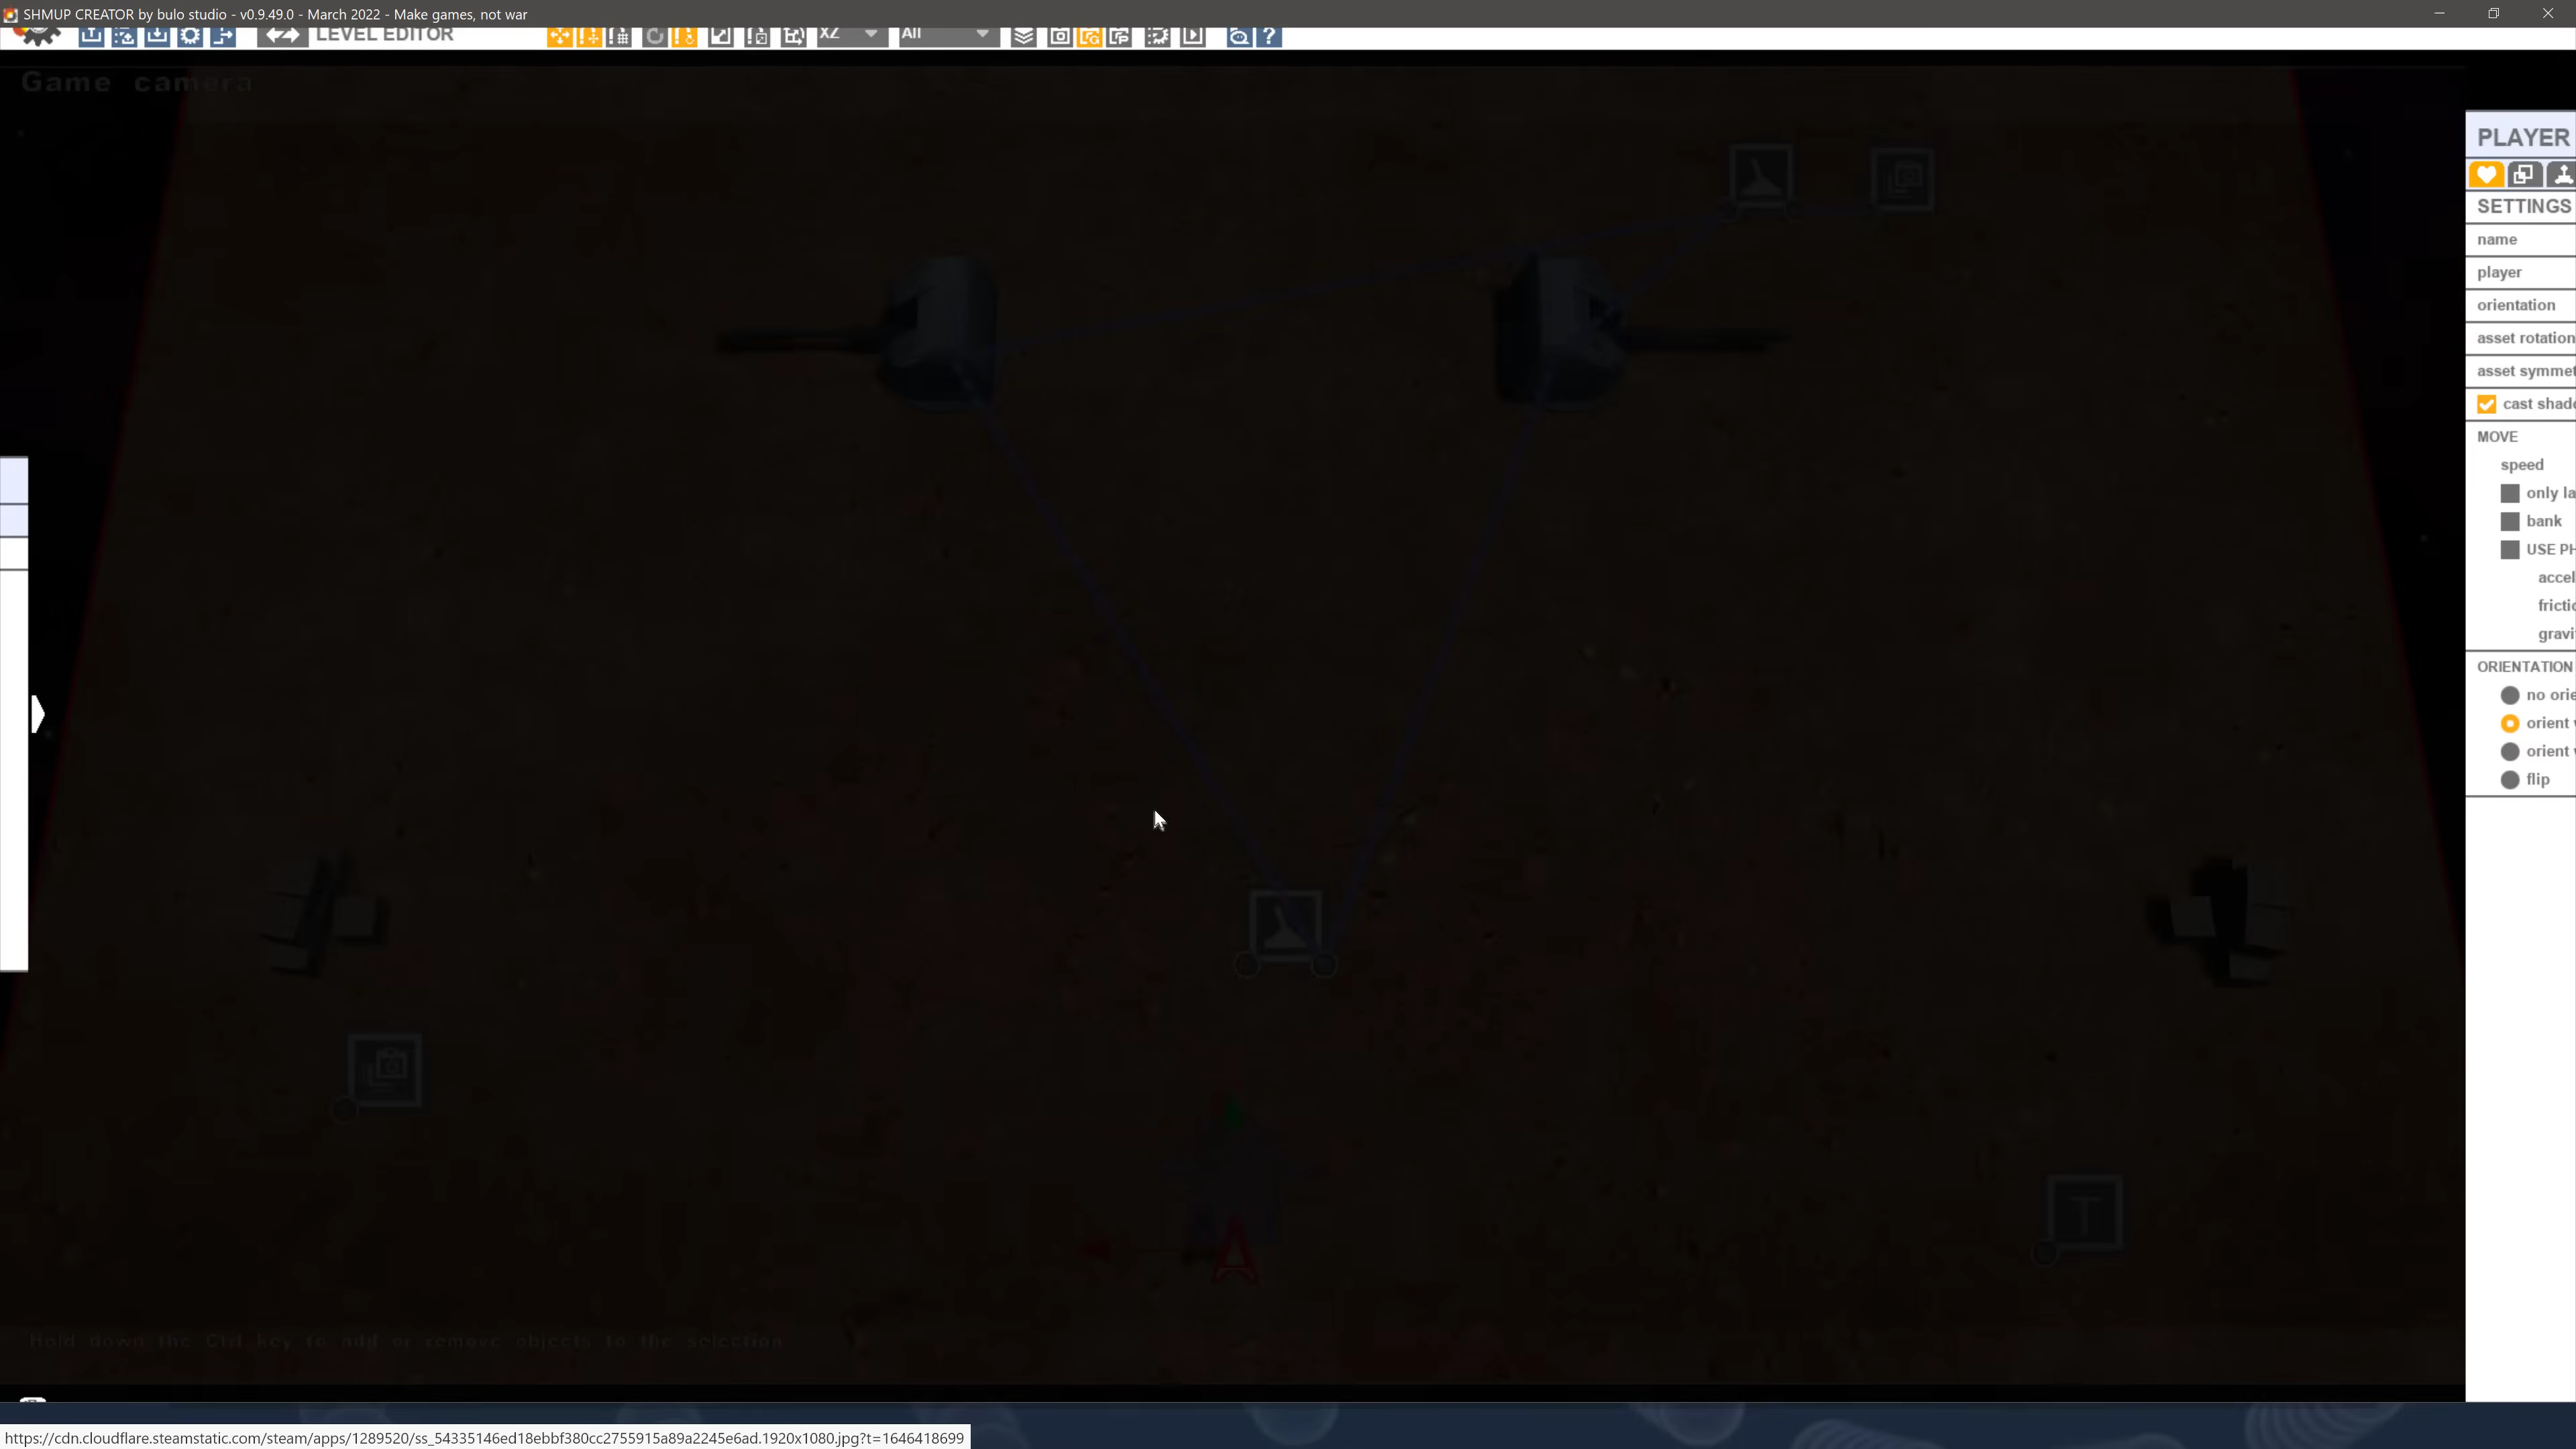 SHMUP CREATOR by bulo studio - v0.9.49.0 - March 2022 - Make games, not war
LEVEL EDITOR
XZ
All
?
Game camera
PLAYER
SETTINGS
name
player
orientation
asset rotation
asset symmet
cast shado
MOVE
speed
only la
bank
USE PH
accel
frictio
gravi
ORIENTATION
no orie
orient
orient
flip
T
Hold down the Ctrl key to add or remove objects to the selection
https://cdn.cloudflare.steamstatic.com/steam/apps/1289520/ss_54335146ed18ebbf380cc2755915a89a2245e6ad.1920x1080.jpg?t=1646418699